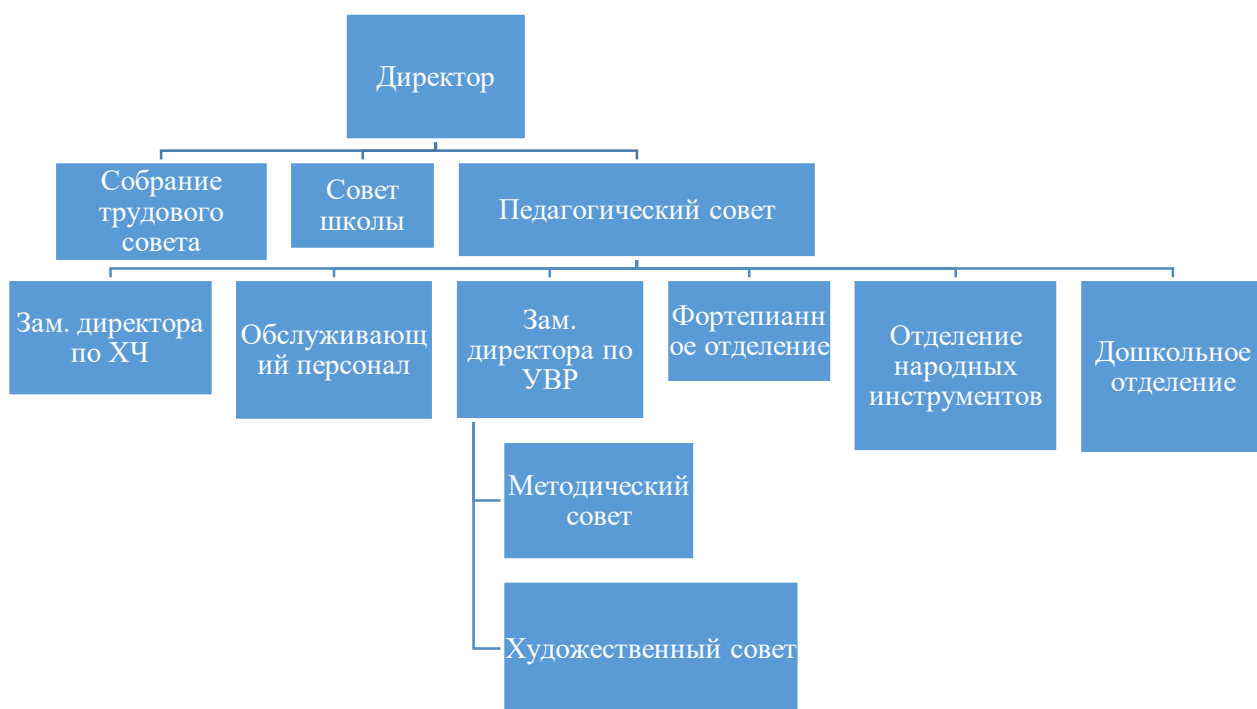 Директор
Собрание
трудового
совета
Совет
школы
Педагогический совет
Зам. директора
по ХЧ
Обслуживающ
ий персонал
Зам.
директора по
УВР
Фортепианн
ое отделение
Отделение
народных
инструментов
Дошкольное
отделение
Методический
совет
Художественный совет